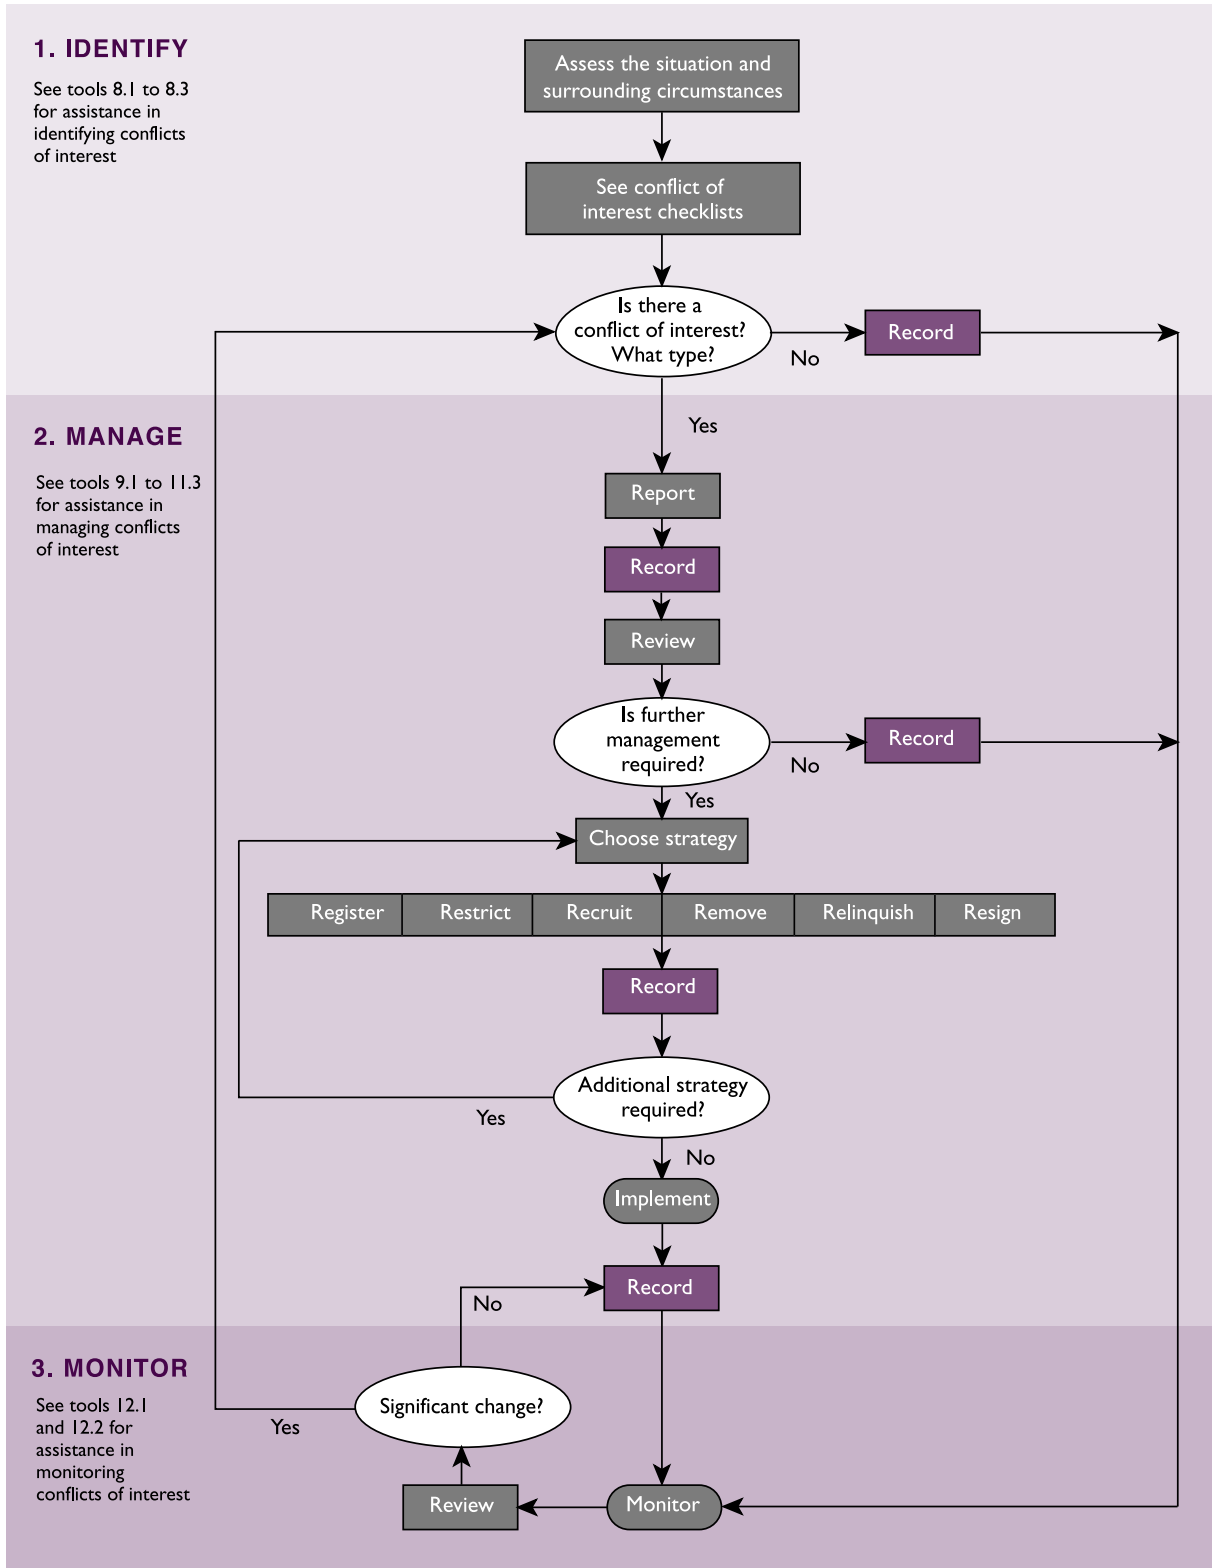 1. IDENTIFY
See tools 8.1 to 8.3
for assistance in
identifying conflicts
of interest
Assess the situation and
surrounding circumstances
See conflict of
interest checklists
Is there a
conflict of interest?
What type?
No
Record
Yes
2. MANAGE
See tools 9.1 to 11.3
for assistance in
managing conflicts
of interest
Report
Record
Review
Is further
management
required?
No
Record
Yes
Choose strategy
Register
Restrict
Recruit
Remove
Relinquish
Resign
Record
Additional strategy
required?
Yes
No
Implement
Record
No
3. MONITOR
See tools 12.1
and 12.2 for
assistance in
monitoring
conflicts of interest
Significant change?
Yes
Review
Monitor